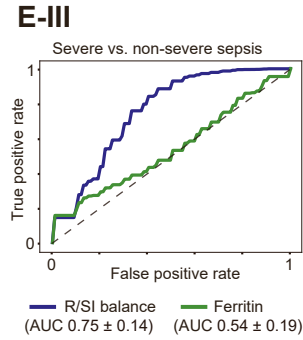 E-III
Severe vs. non-severe sepsis
1
True positive rate
0
0
1
False positive rate
R/SI balance
(AUC 0.75 ± 0.14)
Ferritin
(AUC 0.54 ± 0.19)